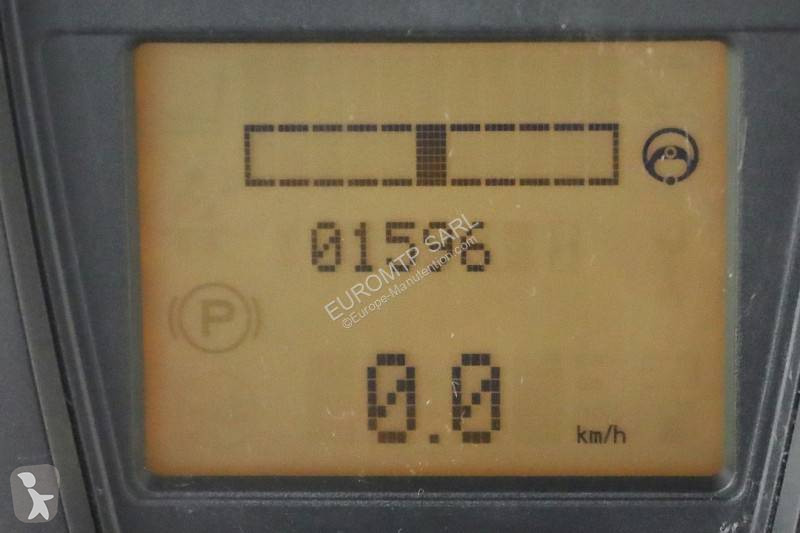 01596
EUROMTP SARL
©Europe-Manutention.com
P
0.0
km/h